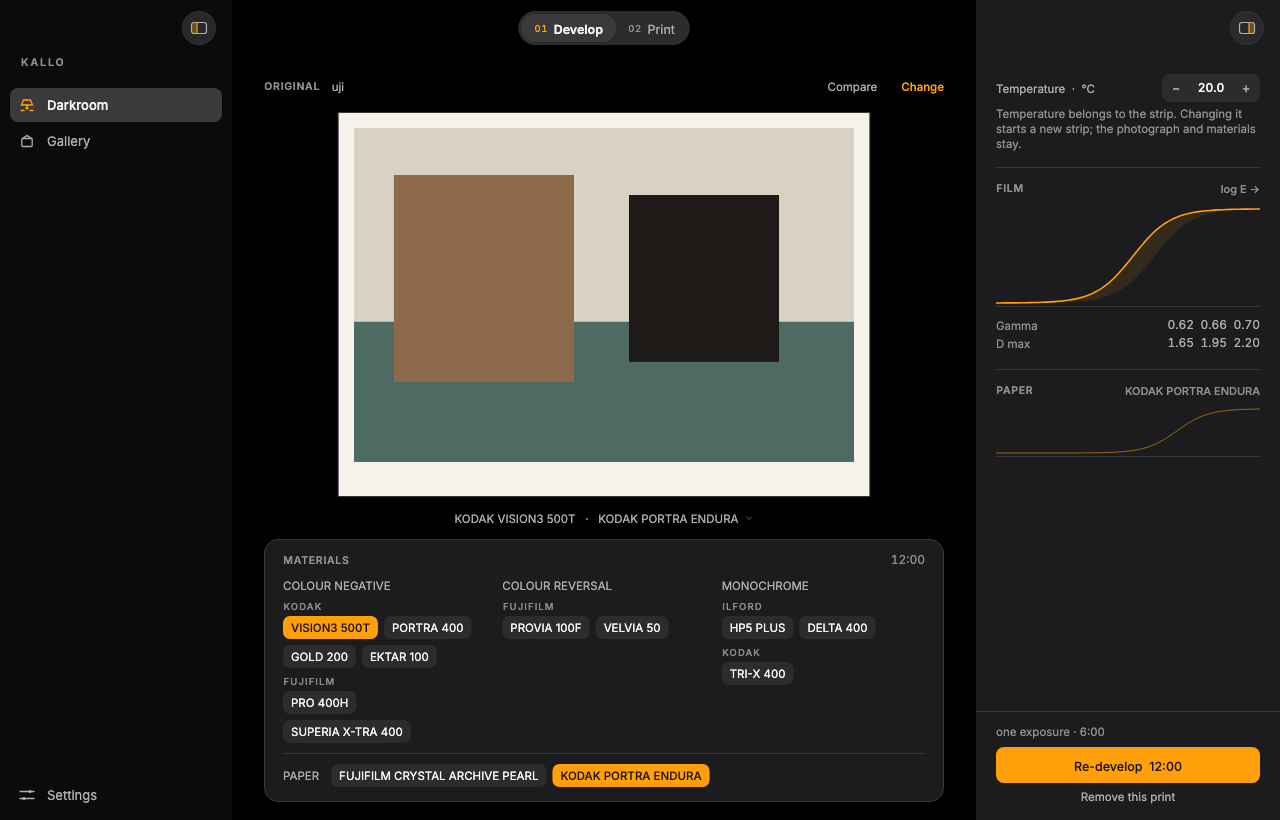 KALLO
Darkroom
Gallery
Settings
01 Develop 02 Print
ORIGINAL uji
Compare Change
KODAK VISION3 500T · KODAK PORTRA ENDURA
MATERIALS 12:00
COLOUR NEGATIVE
KODAK
VISION3 500T PORTRA 400
GOLD 200 EKTAR 100
FUJIFILM
PRO 400H
SUPERIA X-TRA 400
COLOUR REVERSAL
FUJIFILM
PROVIA 100F VELVIA 50
MONOCHROME
ILFORD
HP5 PLUS DELTA 400
KODAK
TRI-X 400
PAPER FUJIFILM CRYSTAL ARCHIVE PEARL KODAK PORTRA ENDURA
Temperature · °C − 20.0 +
Temperature belongs to the strip. Changing it
starts a new strip; the photograph and materials
stay.
FILM log E →
Gamma 0.62 0.66 0.70
D max 1.65 1.95 2.20
PAPER KODAK PORTRA ENDURA
one exposure · 6:00
Re-develop 12:00
Remove this print